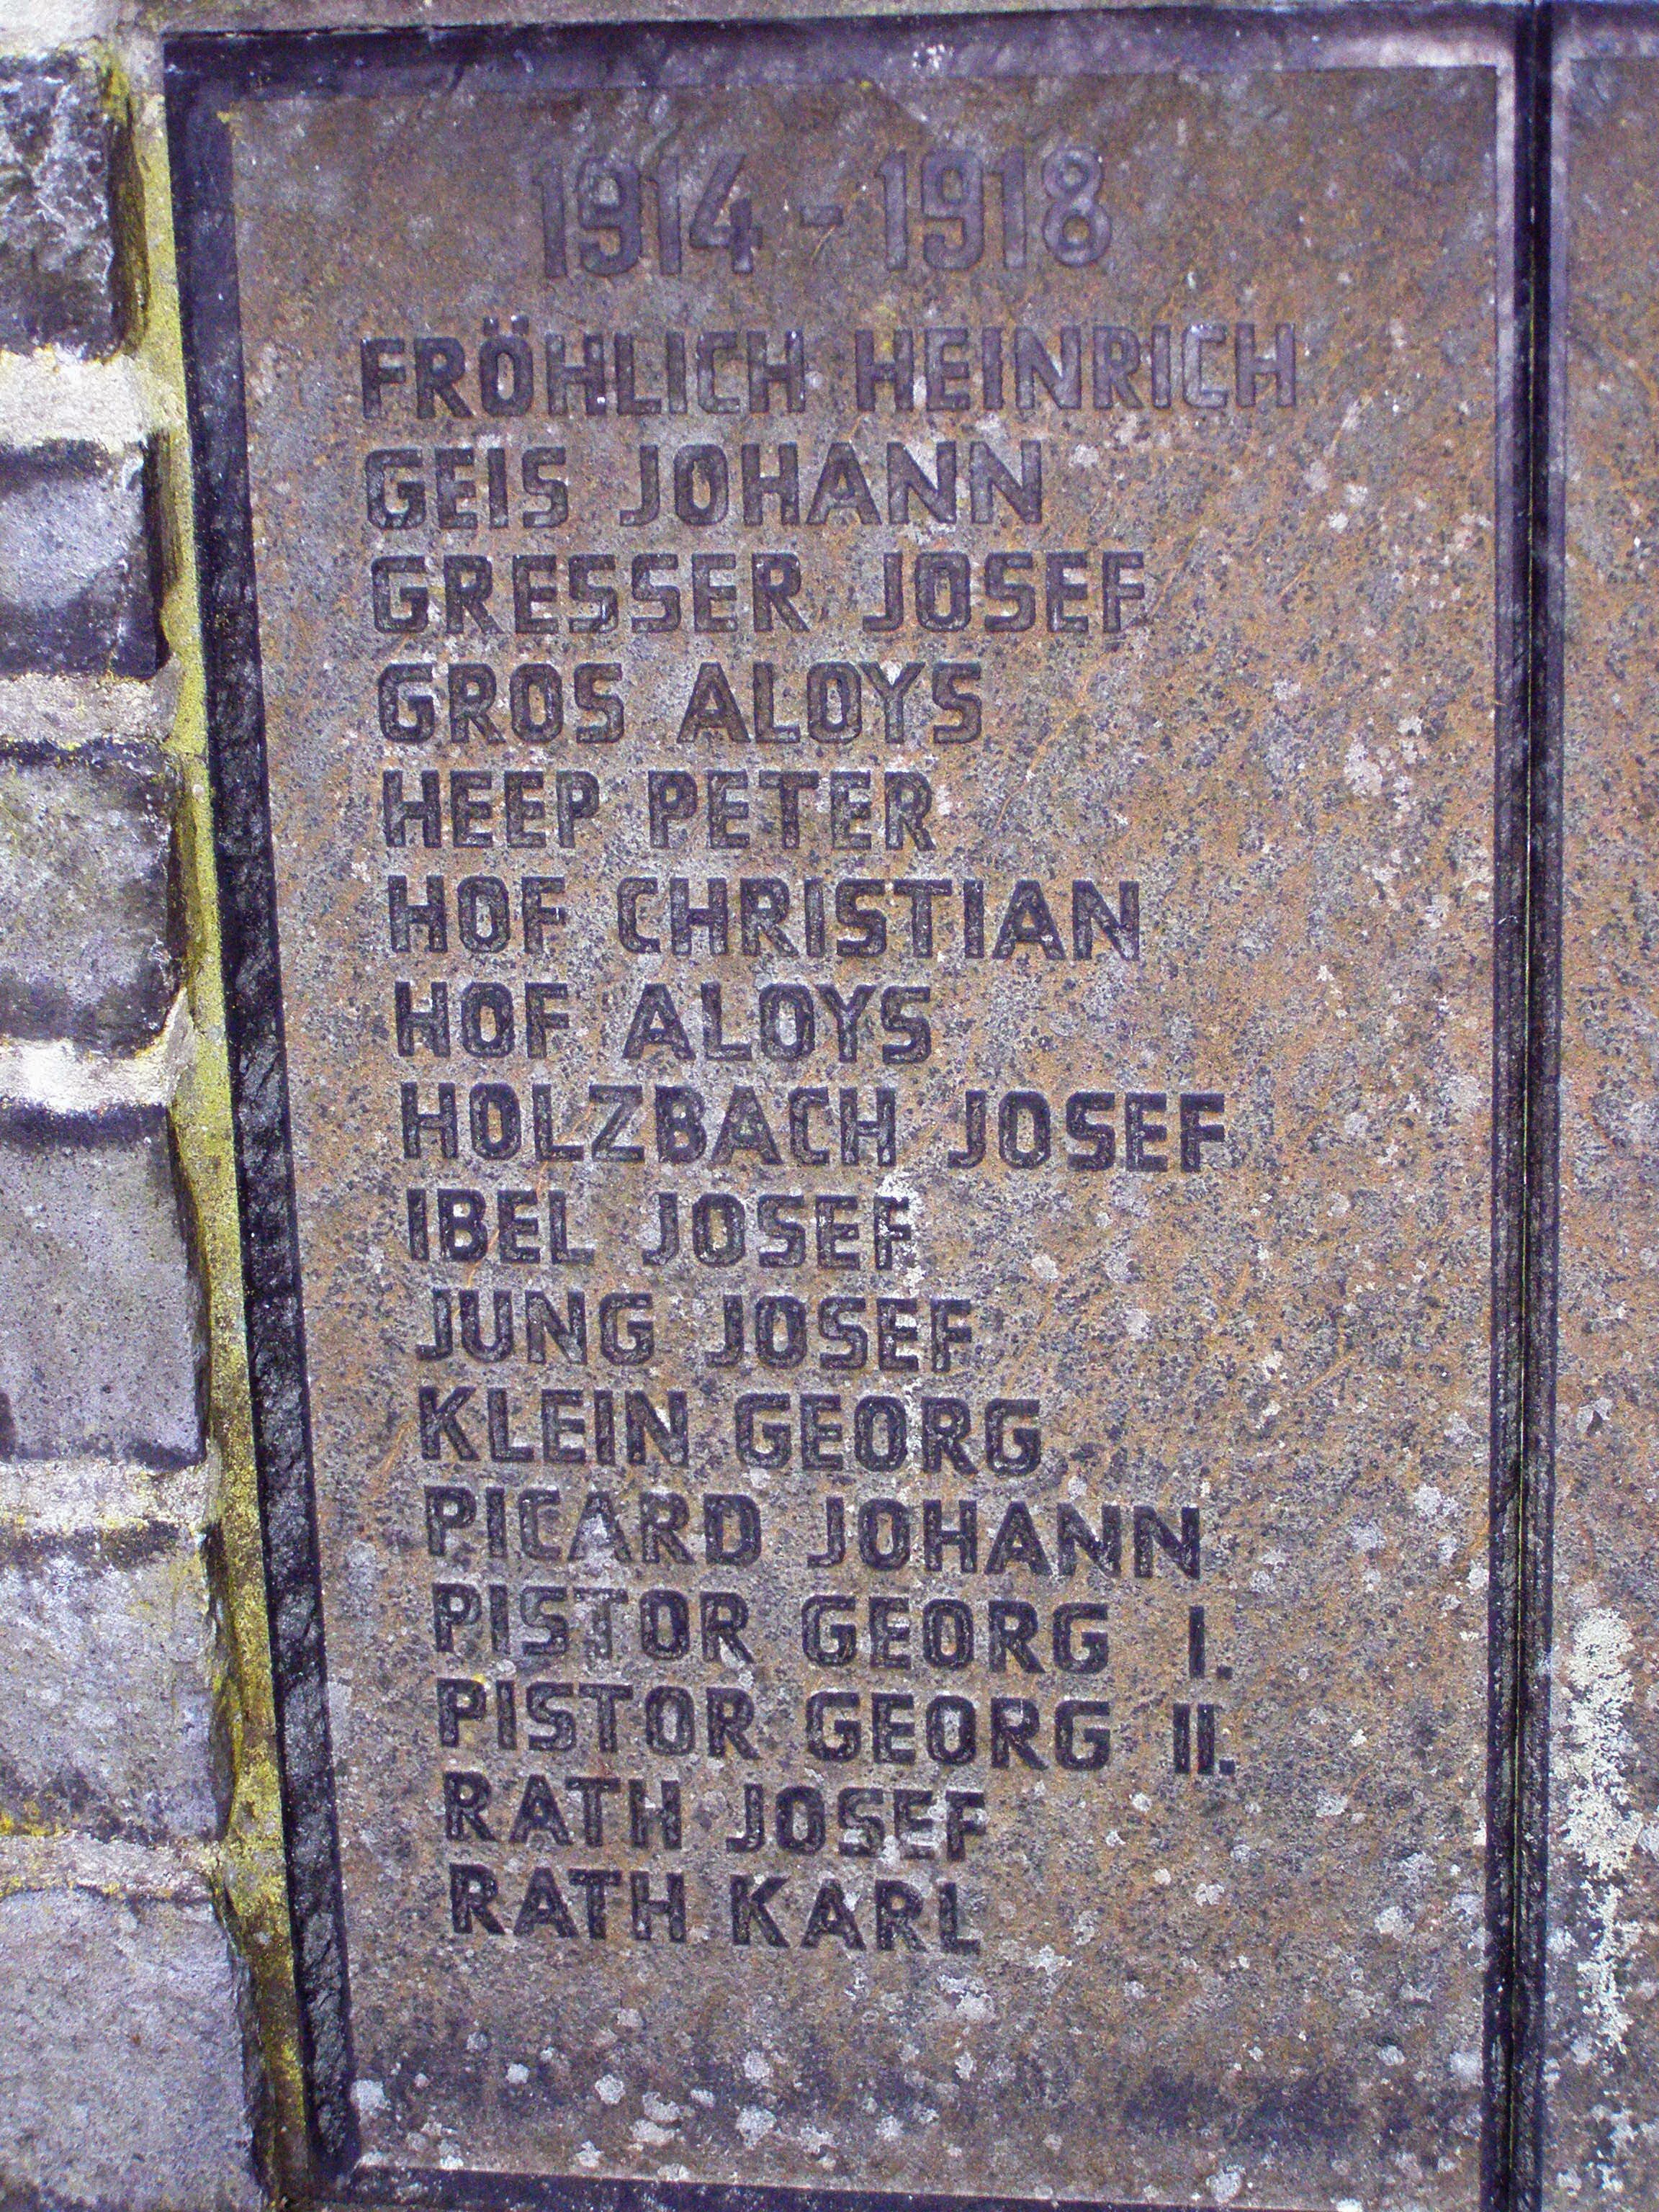 1914 - 1918
FRÖHLICH HEINRICH
GEIS JOHANN
GRESSER JOSEF
GROS ALOYS
HEEP PETER
HOF CHRISTIAN
HOF ALOYS
HOLZBACH JOSEF
IBEL JOSEF
JUNG JOSEF
KLEIN GEORG
PICARD JOHANN
PISTOR GEORG I.
PISTOR GEORG II.
RATH JOSEF
RATH KARL